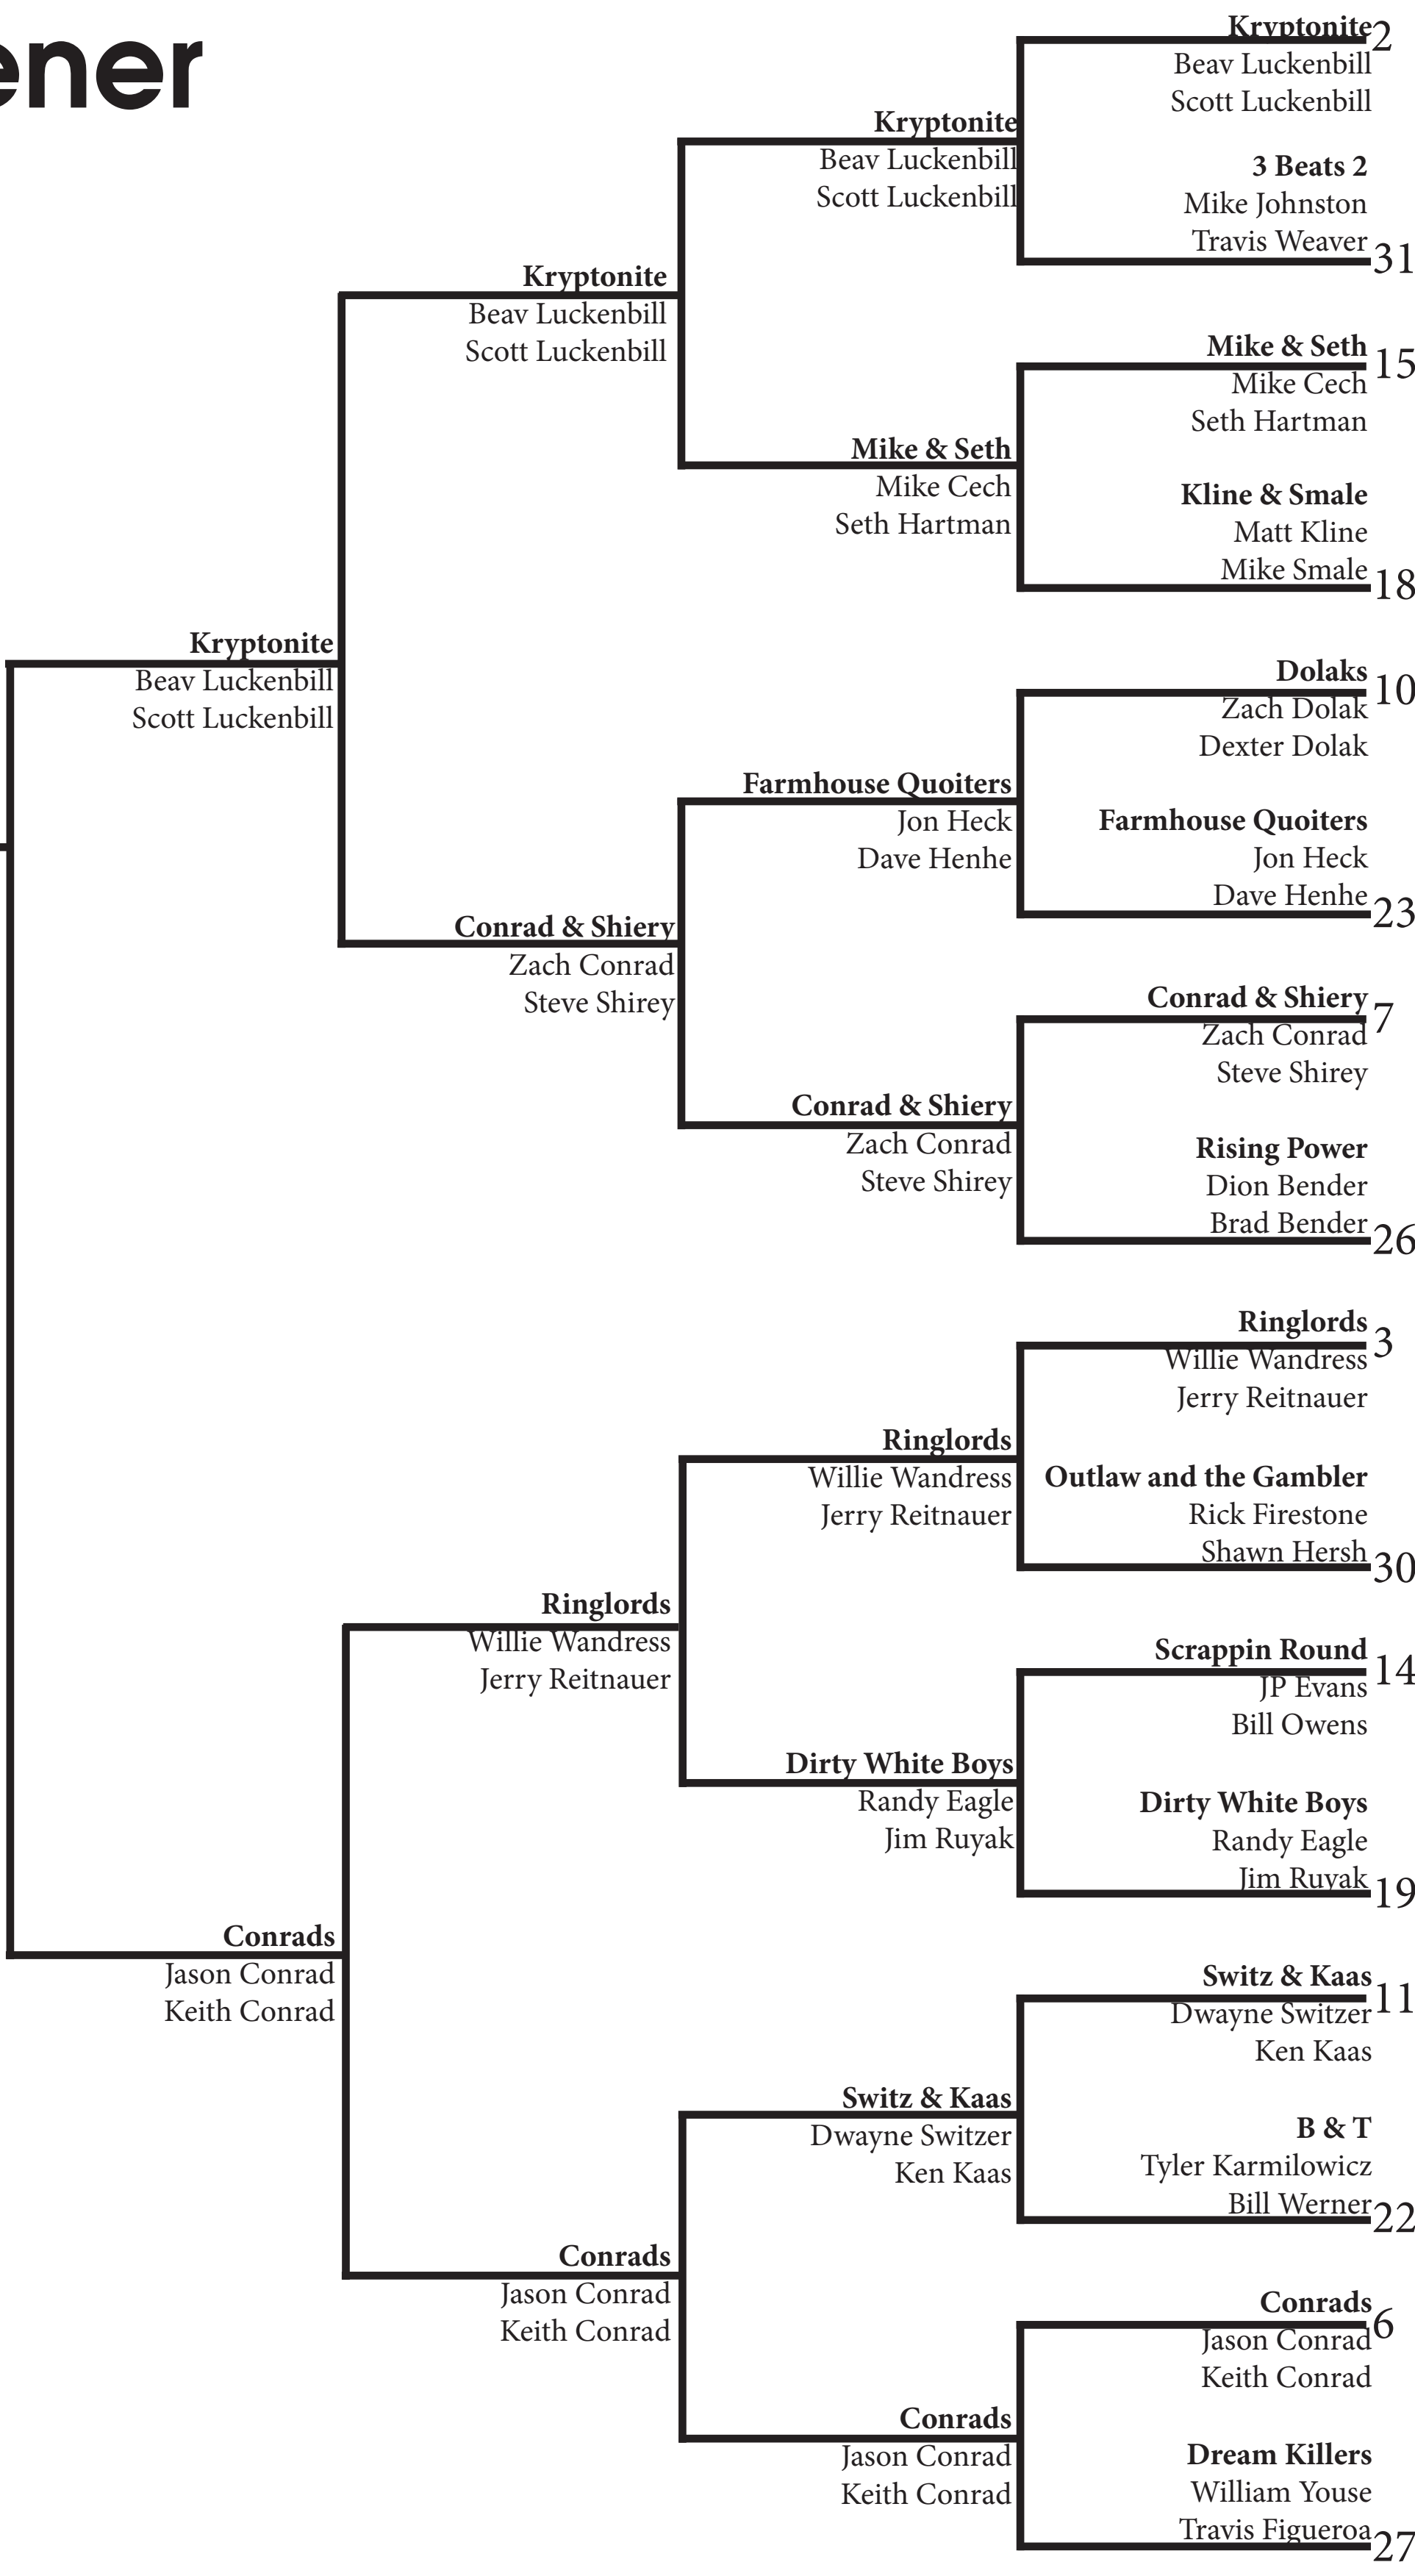 ener
Kryptonite 2
Beav Luckenbill
Scott Luckenbill
3 Beats 2
Mike Johnston
Travis Weaver
31
Kryptonite
Beav Luckenbill
Scott Luckenbill
Mike & Seth 15
Mike Cech
Seth Hartman
Kline & Smale
Matt Kline
Mike Smale 18
Kryptonite
Beav Luckenbill
Scott Luckenbill
Mike & Seth
Mike Cech
Seth Hartman
Kryptonite
Beav Luckenbill
Scott Luckenbill
Dolaks 10
Zach Dolak
Dexter Dolak
Farmhouse Quoiters
Jon Heck
Dave Henhe 23
Farmhouse Quoiters
Jon Heck
Dave Henhe
Conrad & Shiery
Zach Conrad
Steve Shirey
Conrad & Shiery 7
Zach Conrad
Steve Shirey
Rising Power
Dion Bender
Brad Bender 26
Conrad & Shiery
Zach Conrad
Steve Shirey
Ringlords 3
Willie Wandress
Jerry Reitnauer
Outlaw and the Gambler
Rick Firestone
Shawn Hersh 30
Ringlords
Willie Wandress
Jerry Reitnauer
Ringlords
Willie Wandress
Jerry Reitnauer
Scrappin Round 14
JP Evans
Bill Owens
Dirty White Boys
Randy Eagle
Jim Ruyak 19
Dirty White Boys
Randy Eagle
Jim Ruyak
Conrads
Jason Conrad
Keith Conrad
Switz & Kaas 11
Dwayne Switzer
Ken Kaas
B & T
Tyler Karmilowicz
Bill Werner 22
Switz & Kaas
Dwayne Switzer
Ken Kaas
Conrads
Jason Conrad
Keith Conrad
Conrads 6
Jason Conrad
Keith Conrad
Dream Killers
William Youse
Travis Figueroa 27
Conrads
Jason Conrad
Keith Conrad